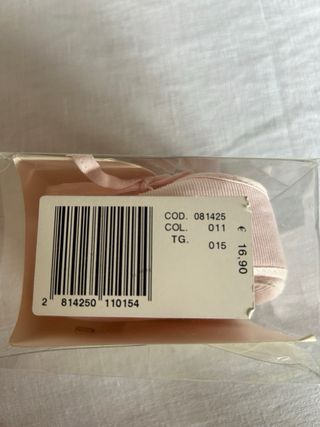 COD. 081425
COL. 011
TG. 015
€ 16,90
2 814250 110154